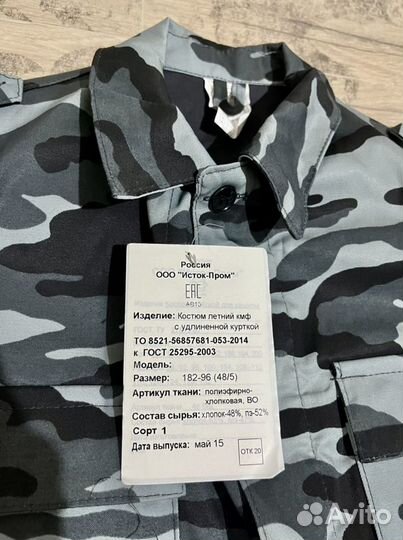 Россия
ООО "Исток-Пром"
ЕАС
Изделие: Костюм летний кмф
с удлиненной курткой
ТО 8521-56857681-053-2014
к ГОСТ 25295-2003
Модель:
Размер: 182-96 (48/5)
Артикул ткани: полиэфирно-
хлопковая, ВО
Состав сырья: хлопок-48%, пэ-52%
Сорт 1
Дата выпуска: май 15
ОТК 20
Avito